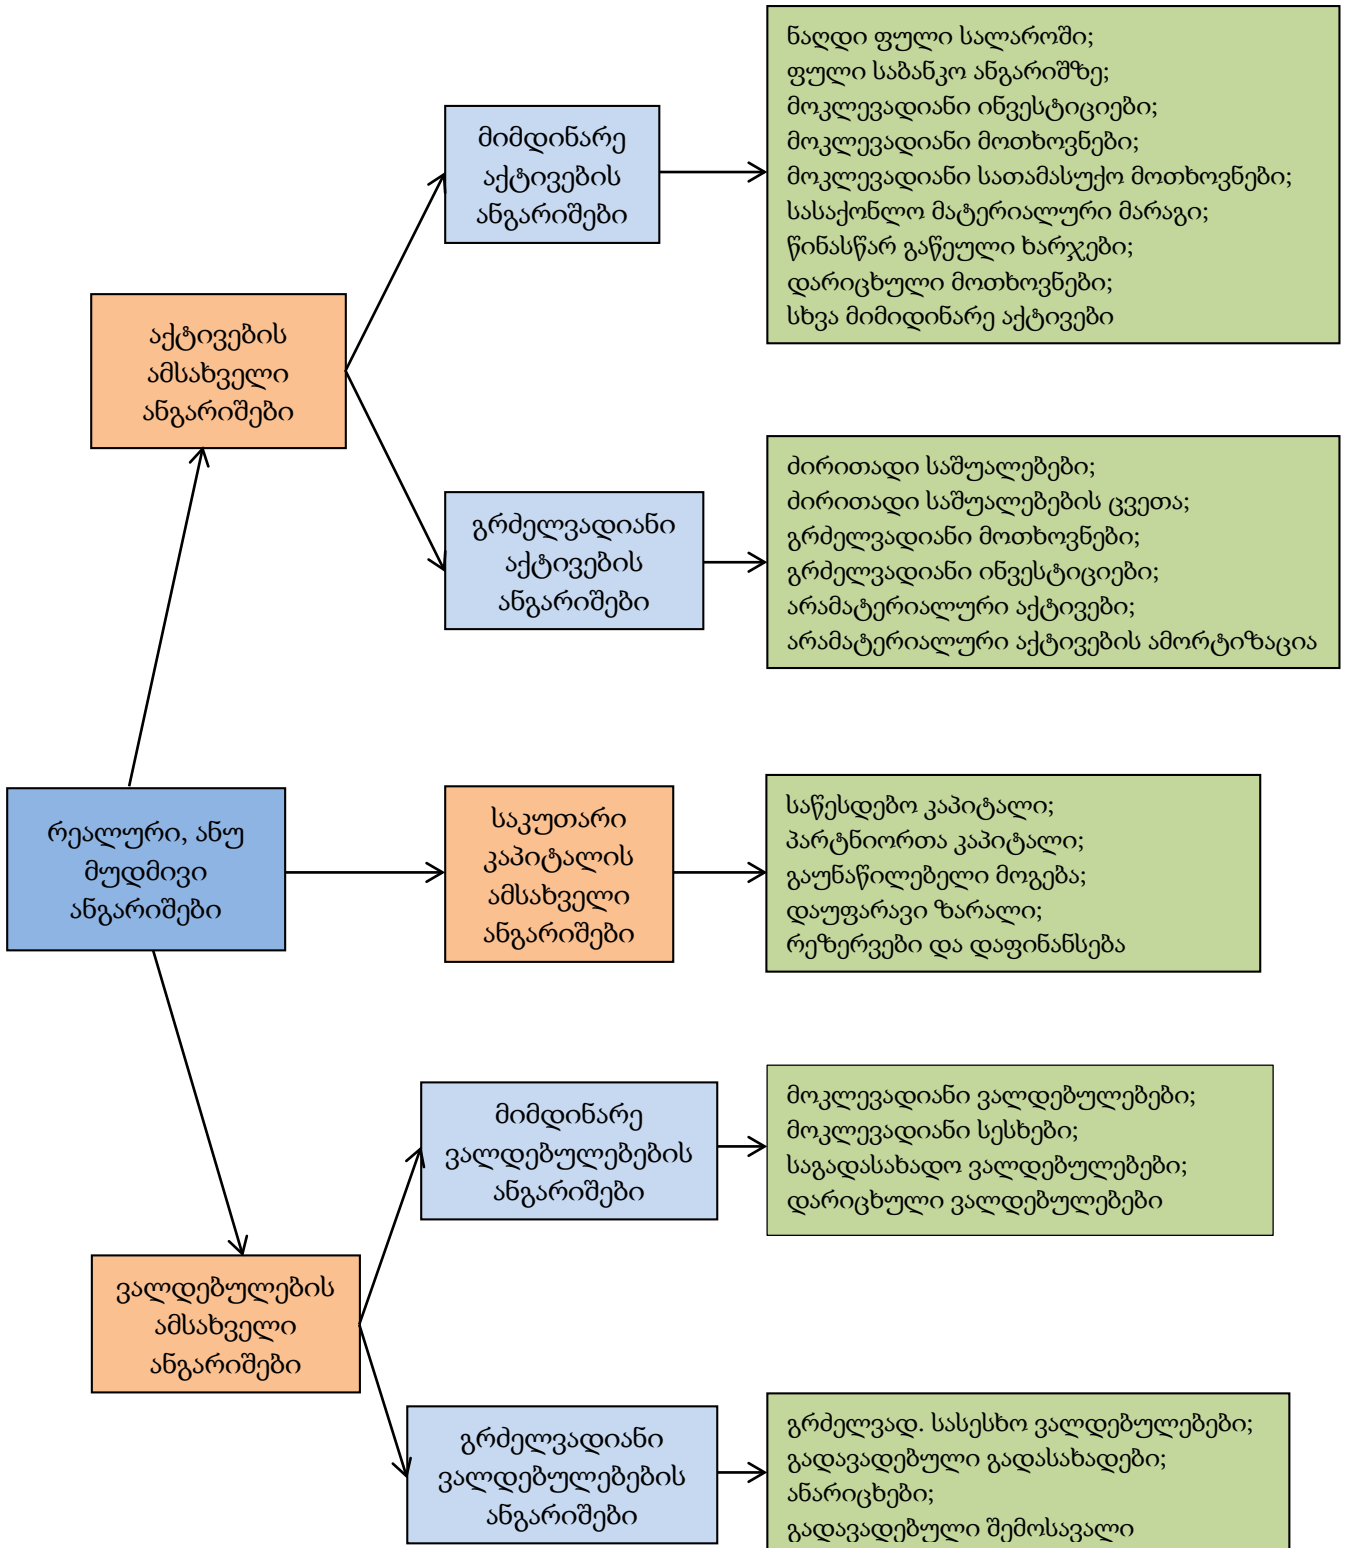 ნაღდი ფული სალაროში;
ფული საბანკო ანგარიშზე;
მოკლევადიანი ინვესტიციები;
მოკლევადიანი მოთხოვნები;
მოკლევადიანი სათამასუქო მოთხოვნები;
სასაქონლო მატერიალური მარაგი;
წინასწარ გაწეული ხარჯები;
დარიცხული მოთხოვნები;
სხვა მიმიდინარე აქტივები
მიმდინარე
აქტივების
ანგარიშები
აქტივების
ამსახველი
ანგარიშები
გრძელვადიანი
აქტივების
ანგარიშები
ძირითადი საშუალებები;
ძირითადი საშუალებების ცვეთა;
გრძელვადიანი მოთხოვნები;
გრძელვადიანი ინვესტიციები;
არამატერიალური აქტივები;
არამატერიალური აქტივების ამორტიზაცია
რეალური, ანუ
მუდმივი
ანგარიშები
საკუთარი
კაპიტალის
ამსახველი
ანგარიშები
საწესდებო კაპიტალი;
პარტნიორთა კაპიტალი;
გაუნაწილებელი მოგება;
დაუფარავი ზარალი;
რეზერვები და დაფინანსება
მიმდინარე
ვალდებულებების
ანგარიშები
მოკლევადიანი ვალდებულებები;
მოკლევადიანი სესხები;
საგადასახადო ვალდებულებები;
დარიცხული ვალდებულებები
ვალდებულების
ამსახველი
ანგარიშები
გრძელვადიანი
ვალდებულებების
ანგარიშები
გრძელვად. სასესხო ვალდებულებები;
გადავადებული გადასახადები;
ანარიცხები;
გადავადებული შემოსავალი